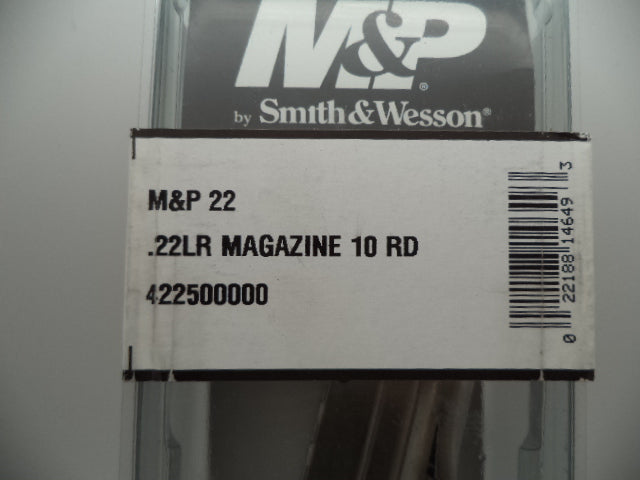 M&P®
by Smith & Wesson®
M&P 22
.22LR MAGAZINE 10 RD
422500000
0 22188 14649 3